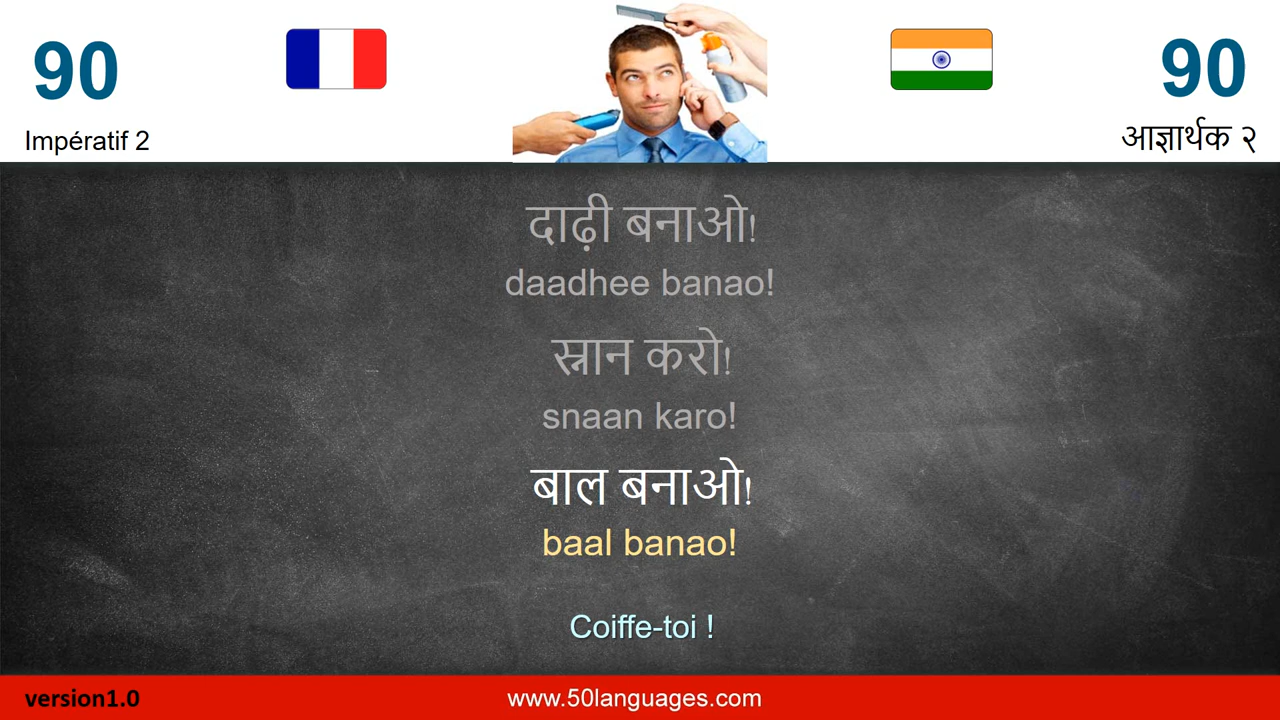 90
90
Impératif 2
आज्ञार्थक २
दाढ़ी बनाओ!
daadhee banao!
स्नान करो!
snaan karo!
बाल बनाओ!
baal banao!
Coiffe-toi !
version1.0
www.50languages.com